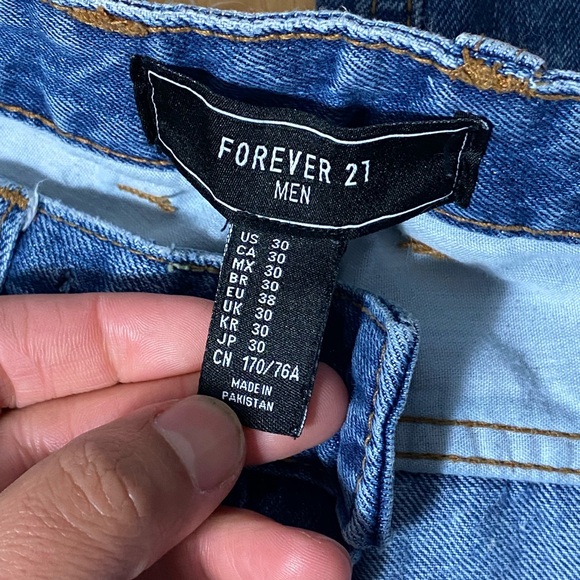 FOREVER 21
MEN
US 30
CA 30
MX 30
BR 30
EU 38
UK 30
KR 30
JP 30
CN 170/76A
MADE IN
PAKISTAN